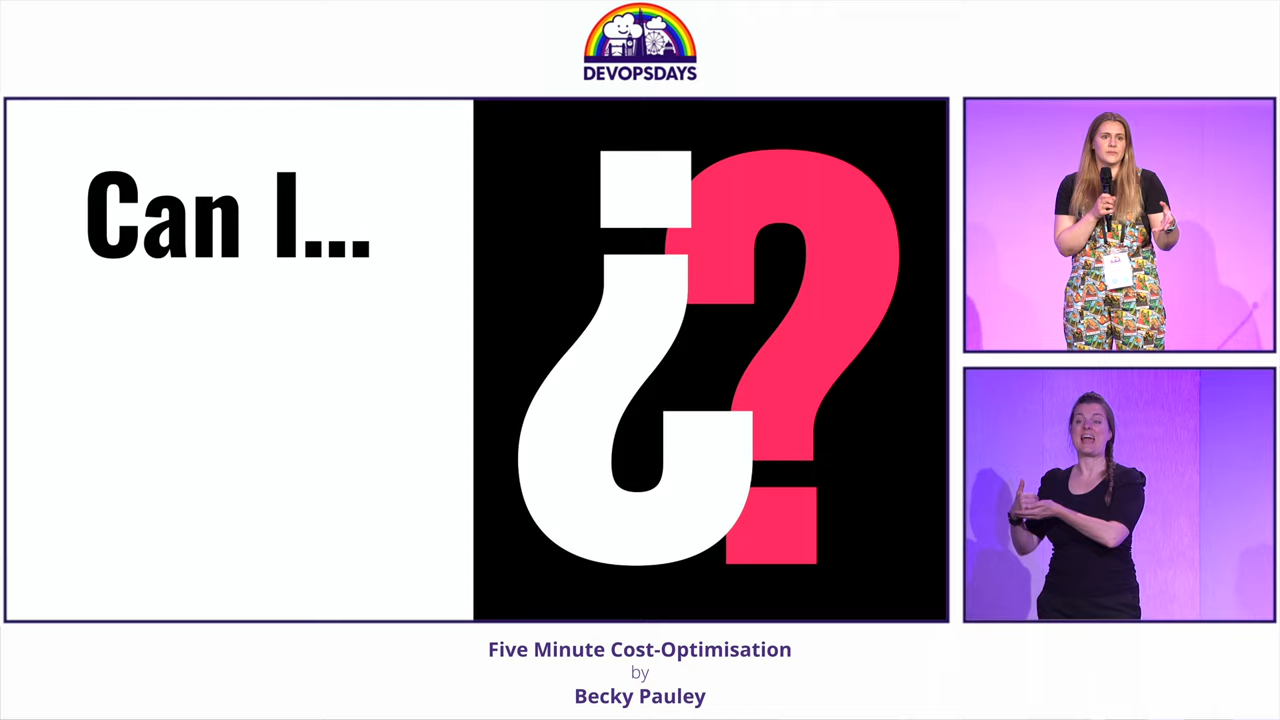 DEVOPSDAYS
Can I...
¿?
Five Minute Cost-Optimisation
by
Becky Pauley